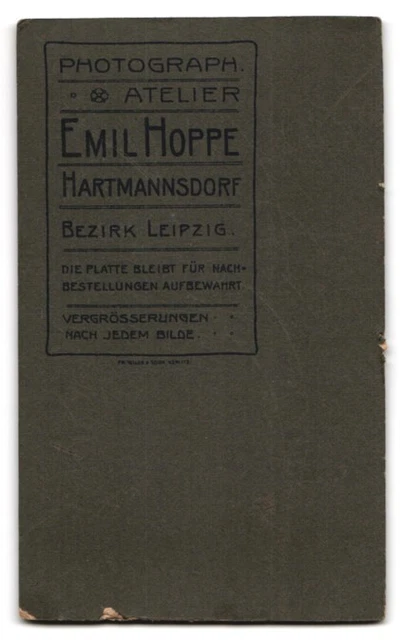 PHOTOGRAPH.
ATELIER
EMIL HOPPE
HARTMANNSDORF
BEZIRK LEIPZIG.
DIE PLATTE BLEIBT FÜR NACH-
BESTELLUNGEN AUFBEWAHRT
VERGRÖSSERUNGEN
NACH JEDEM BILDE.